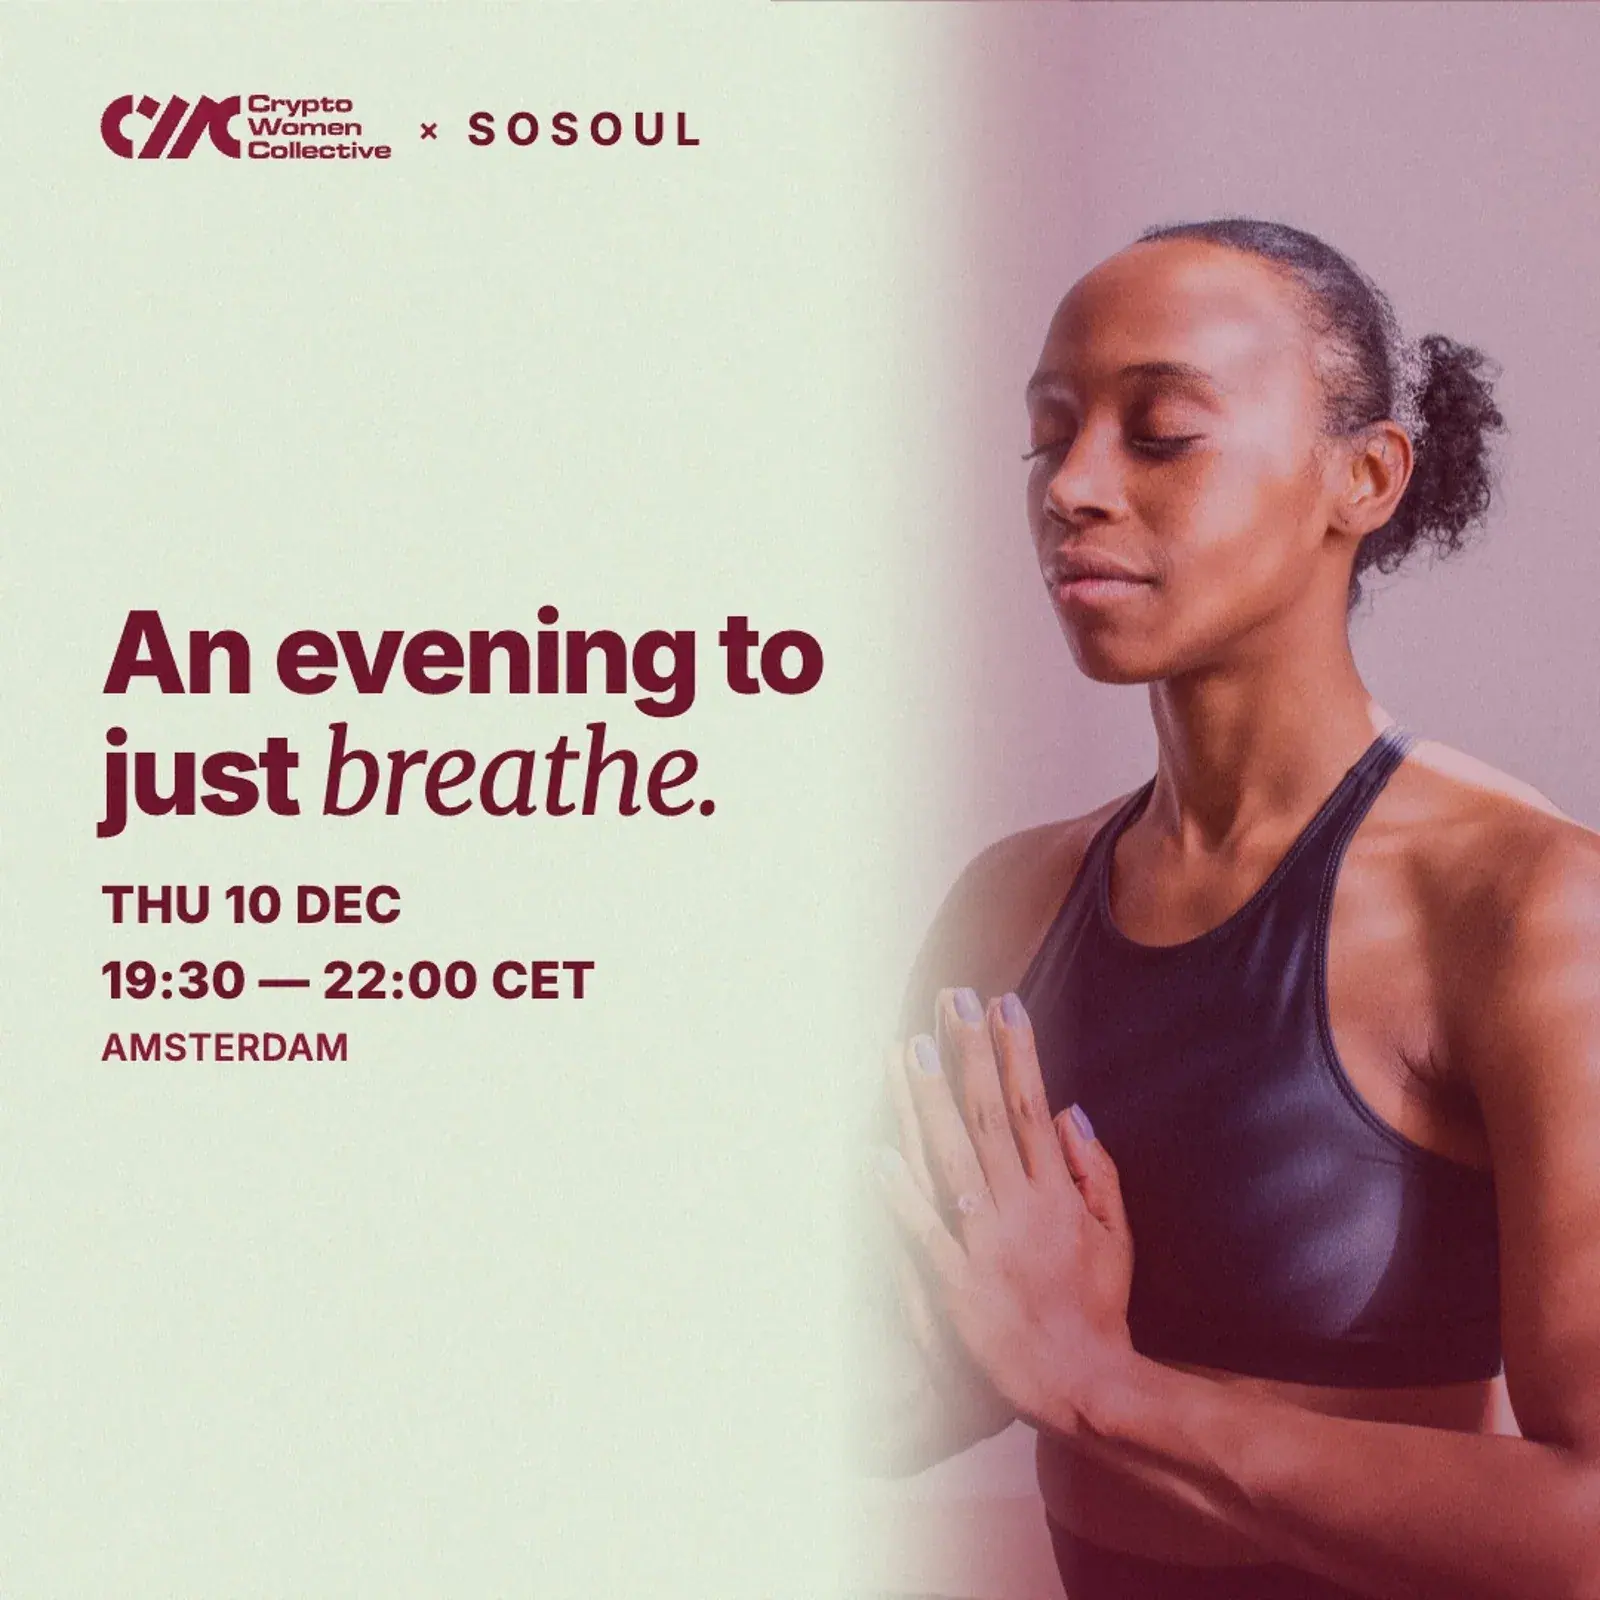 Crypto
Women
Collective
× SOSOUL
An evening to
just breathe.
THU 10 DEC
19:30 — 22:00 CET
AMSTERDAM